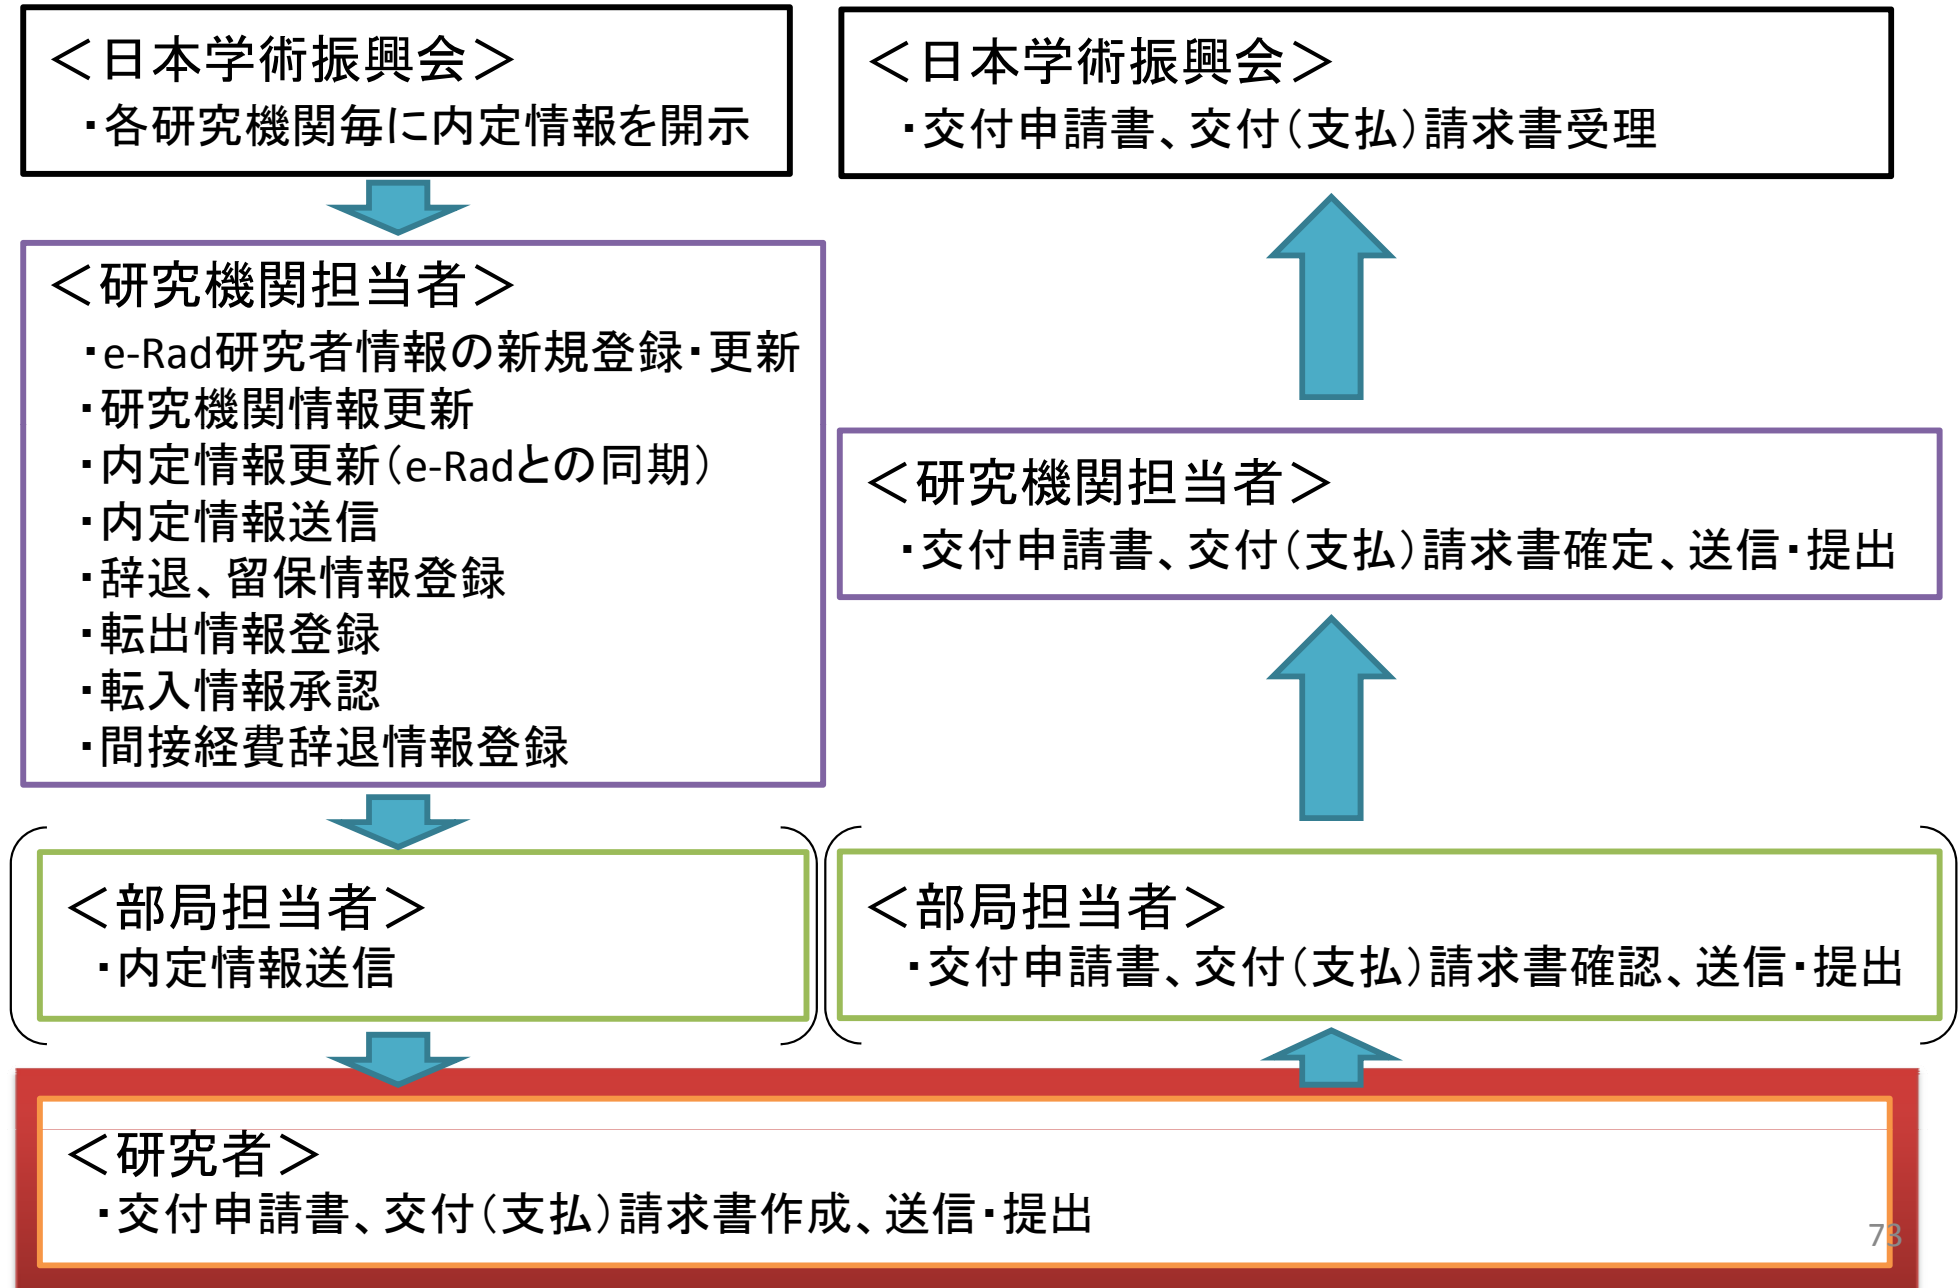 ＜日本学術振興会＞
・各研究機関毎に内定情報を開示
＜研究機関担当者＞
・e-Rad研究者情報の新規登録・更新
・研究機関情報更新
・内定情報更新（e-Radとの同期）
・内定情報送信
・辞退、留保情報登録
・転出情報登録
・転入情報承認
・間接経費辞退情報登録
＜部局担当者＞
・内定情報送信
＜研究者＞
・交付申請書、交付（支払）請求書作成、送信・提出
＜部局担当者＞
・交付申請書、交付（支払）請求書確認、送信・提出
＜研究機関担当者＞
・交付申請書、交付（支払）請求書確定、送信・提出
＜日本学術振興会＞
・交付申請書、交付（支払）請求書受理
73